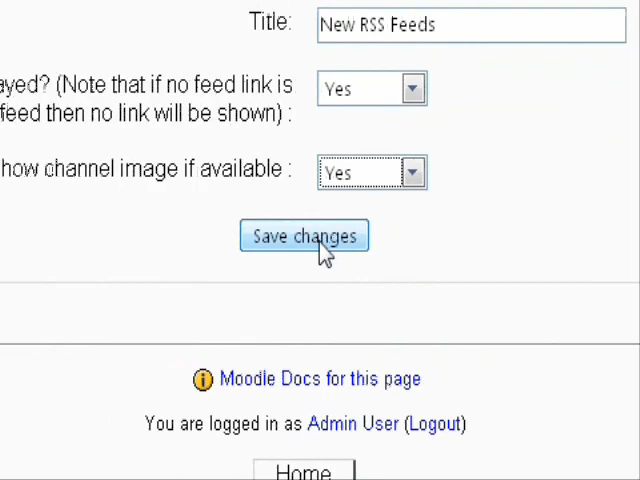 Title: New RSS Feeds
ayed? (Note that if no feed link is Yes
feed then no link will be shown) :
how channel image if available : Yes
Save changes
Moodle Docs for this page
You are logged in as Admin User (Logout)
Home